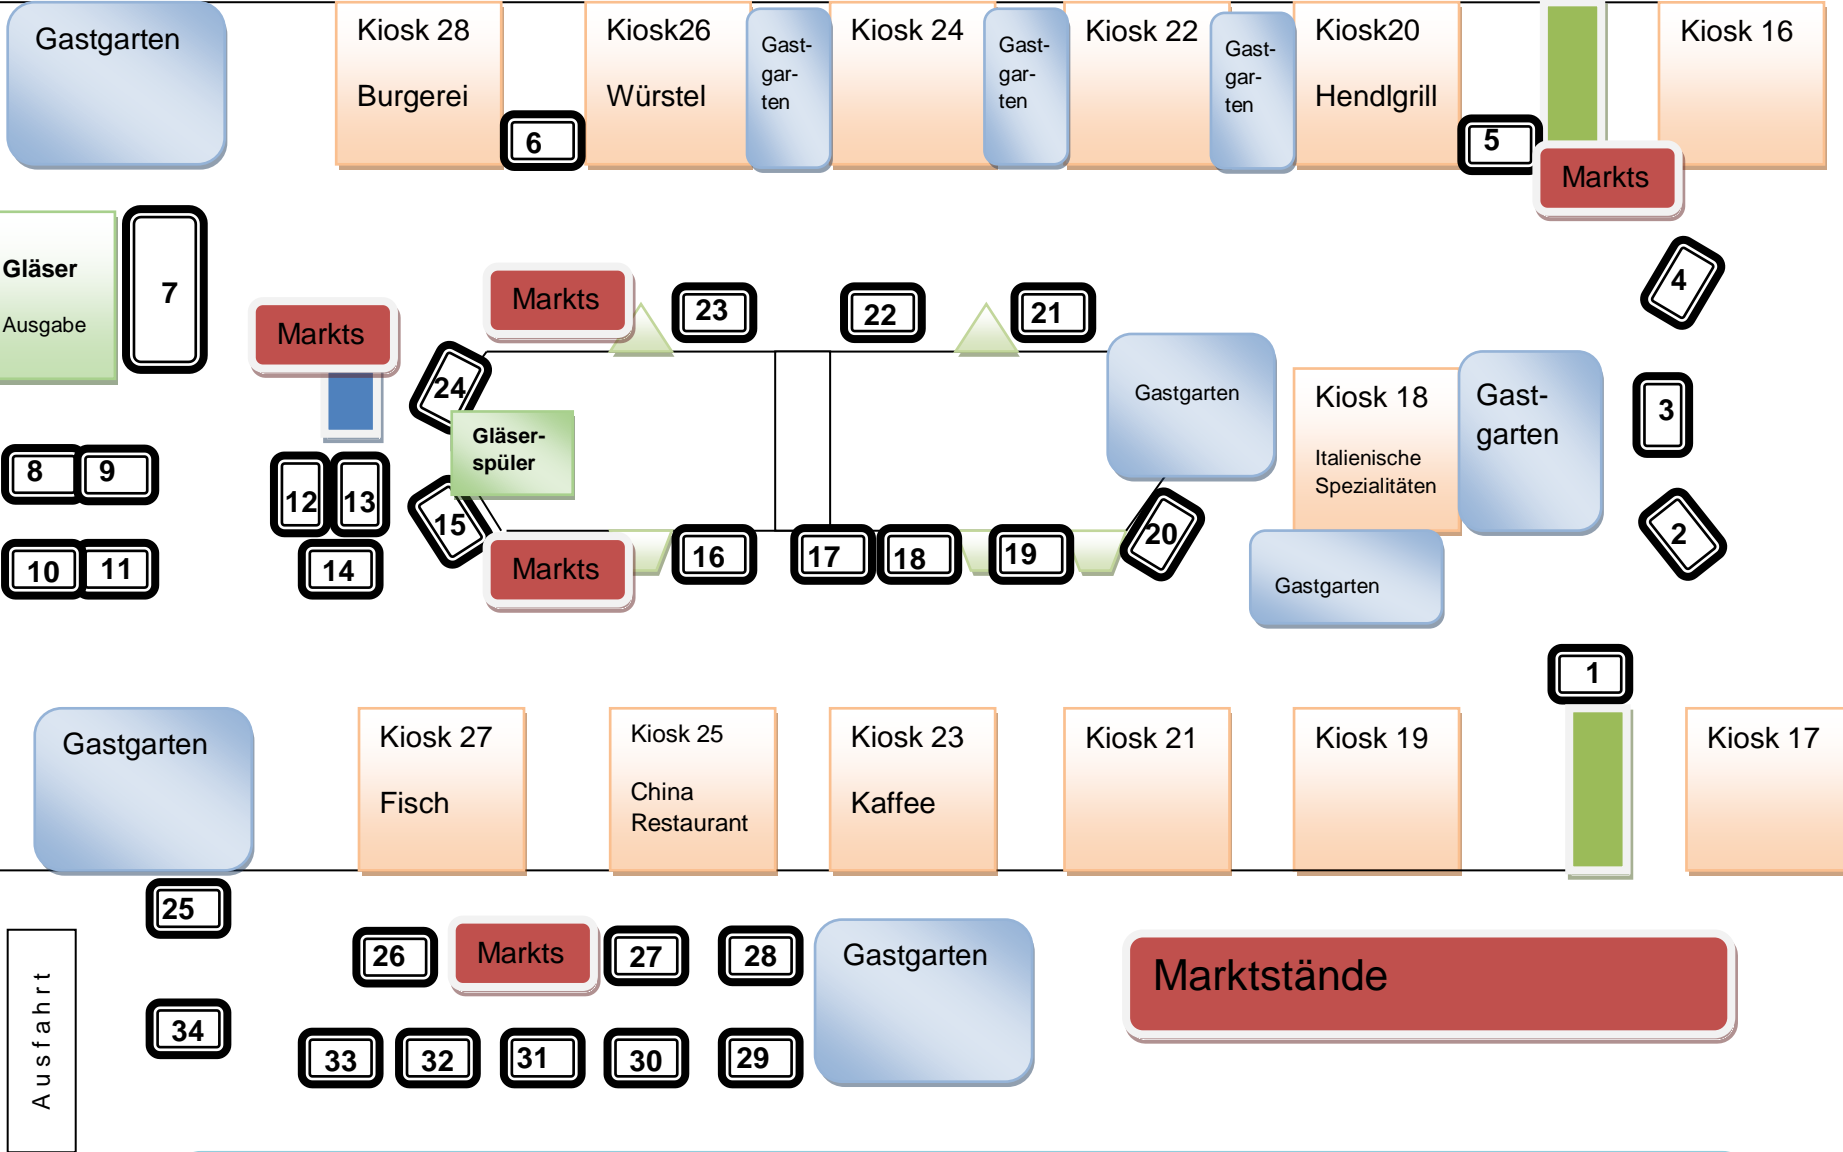 Gastgarten
Kiosk 28
Burgerei
6
Kiosk26
Würstel
Gast-
gar-
ten
Kiosk 24
Gast-
gar-
ten
Kiosk 22
Gast-
gar-
ten
Kiosk20
Hendlgrill
5
Markts
Kiosk 16
Gläser
Ausgabe
7
Markts
Markts
23
22
21
4
24
Gläser-
spüler
Gastgarten
Kiosk 18
Italienische
Spezialitäten
Gast-
garten
3
8
9
12
13
15
10
11
14
Markts
16
17
18
19
20
Gastgarten
2
1
Gastgarten
Kiosk 27
Fisch
Kiosk 25
China
Restaurant
Kiosk 23
Kaffee
Kiosk 21
Kiosk 19
Kiosk 17
25
26
Markts
27
28
Gastgarten
Marktstände
Ausfahrt
34
33
32
31
30
29